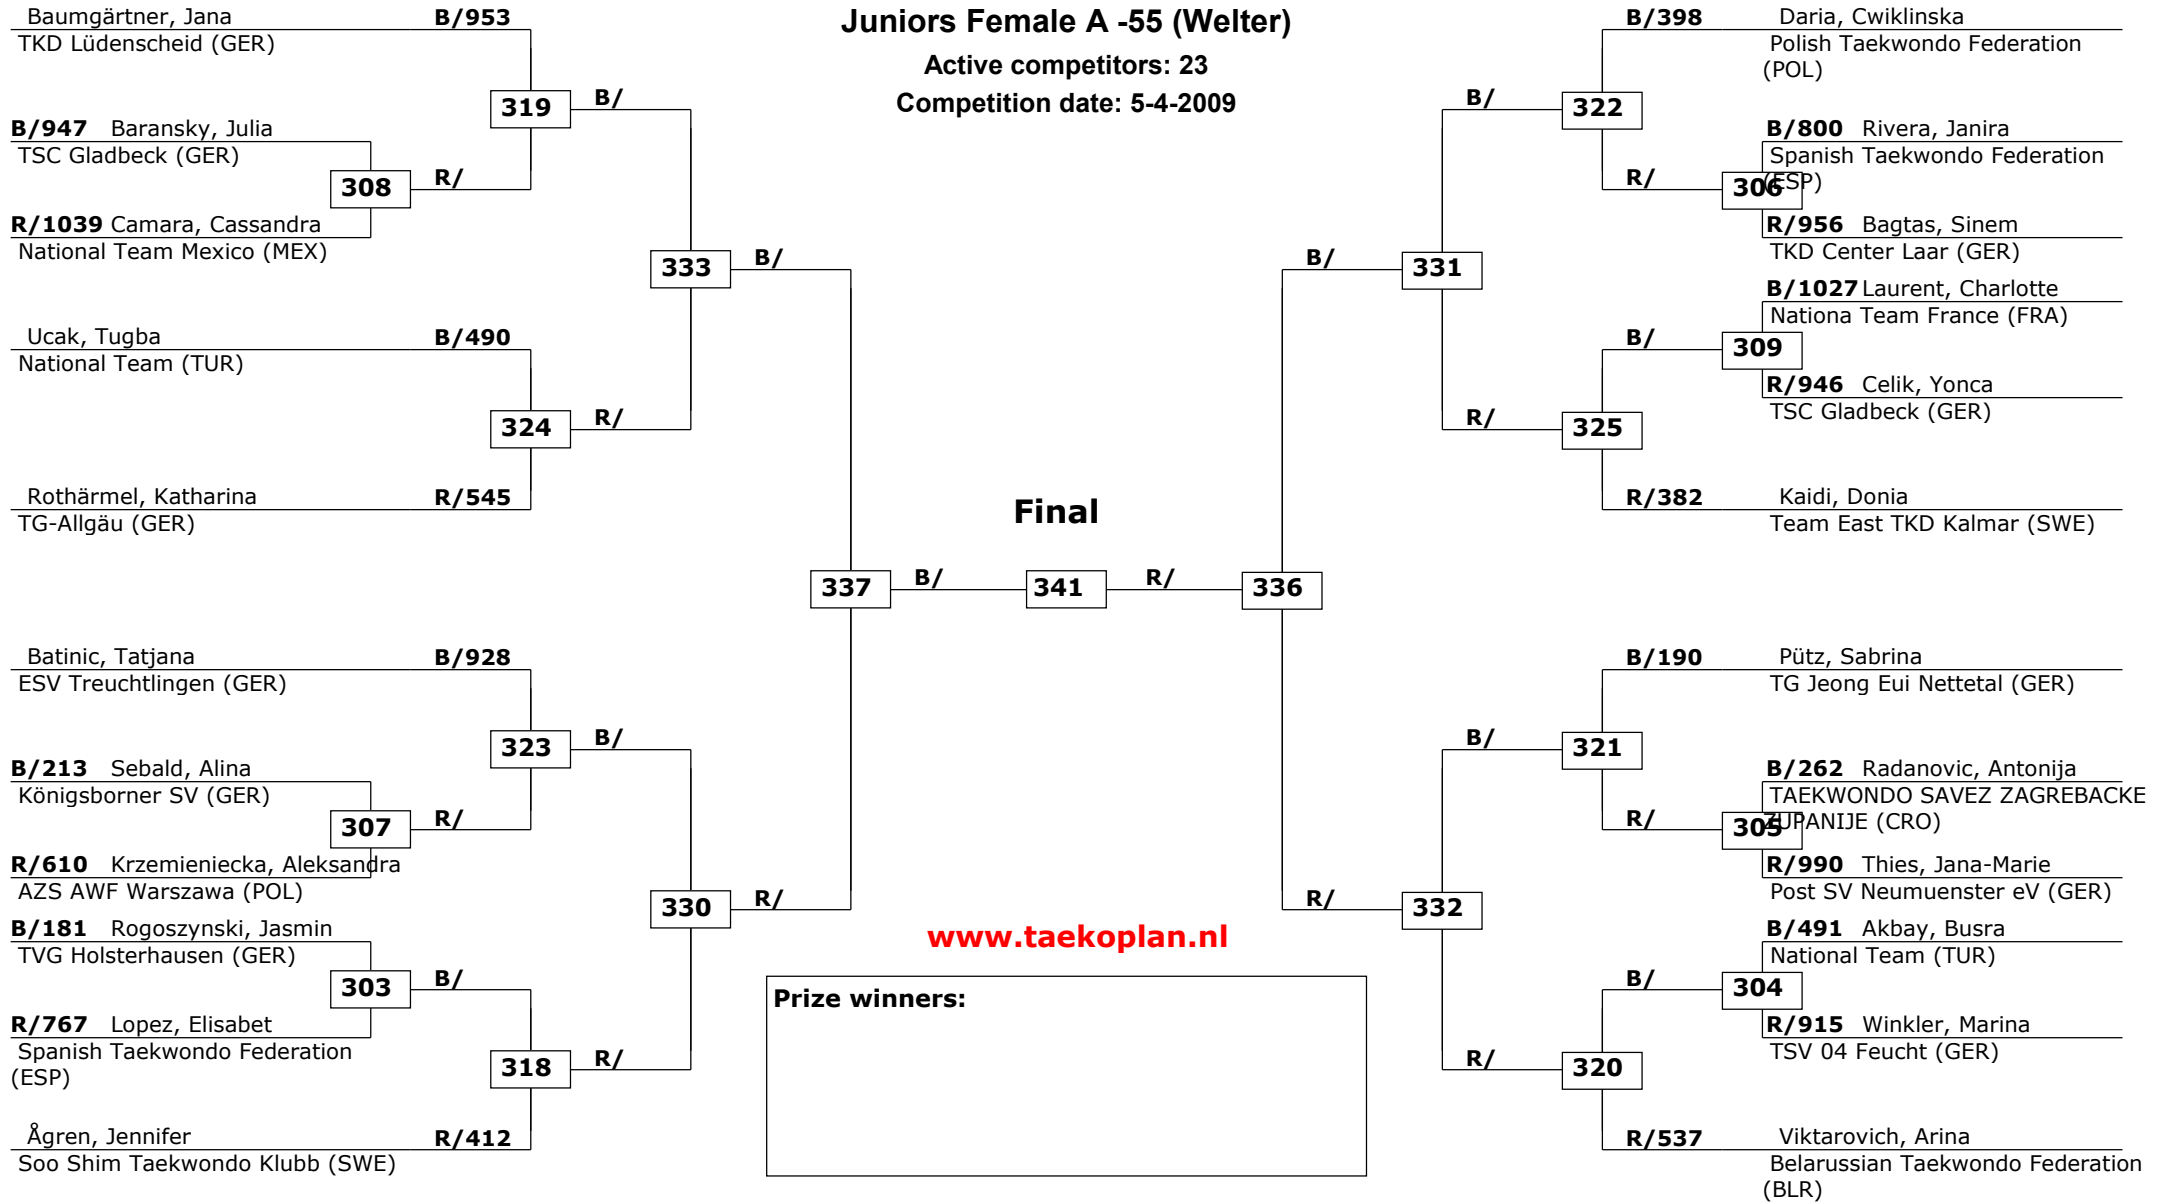 Juniors Female A -55 (Welter)
Active competitors: 23
Competition date: 5-4-2009
Baumgärtner, Jana B/953
TKD Lüdenscheid (GER)
319 B/
B/947 Baransky, Julia
TSC Gladbeck (GER)
308 R/
R/1039 Camara, Cassandra
National Team Mexico (MEX)
333 B/
Ucak, Tugba B/490
National Team (TUR)
324 R/
Rothärmel, Katharina R/545
TG-Allgäu (GER)
337 B/
Batinic, Tatjana B/928
ESV Treuchtlingen (GER)
323 B/
B/213 Sebald, Alina
Königsborner SV (GER)
307 R/
R/610 Krzemieniecka, Aleksandra
AZS AWF Warszawa (POL)
330 R/
B/181 Rogoszynski, Jasmin
TVG Holsterhausen (GER)
303 B/
R/767 Lopez, Elisabet
Spanish Taekwondo Federation
(ESP)
318 R/
Ågren, Jennifer R/412
Soo Shim Taekwondo Klubb (SWE)
Final
341
R/ 336
B/398 Daria, Cwiklinska
Polish Taekwondo Federation
(POL)
B/ 322
B/800 Rivera, Janira
Spanish Taekwondo Federation
(ESP)
R/ 306
R/956 Bagtas, Sinem
TKD Center Laar (GER)
B/ 331
B/1027 Laurent, Charlotte
Nationa Team France (FRA)
B/ 309
R/946 Celik, Yonca
TSC Gladbeck (GER)
R/ 325
R/382 Kaidi, Donia
Team East TKD Kalmar (SWE)
B/190 Pütz, Sabrina
TG Jeong Eui Nettetal (GER)
B/ 321
B/262 Radanovic, Antonija
TAEKWONDO SAVEZ ZAGREBACKE
ZUPANIJE (CRO)
R/ 305
R/990 Thies, Jana-Marie
Post SV Neumuenster eV (GER)
R/ 332
B/491 Akbay, Busra
National Team (TUR)
B/ 304
R/915 Winkler, Marina
TSV 04 Feucht (GER)
R/ 320
R/537 Viktarovich, Arina
Belarussian Taekwondo Federation
(BLR)
www.taekoplan.nl
Prize winners: